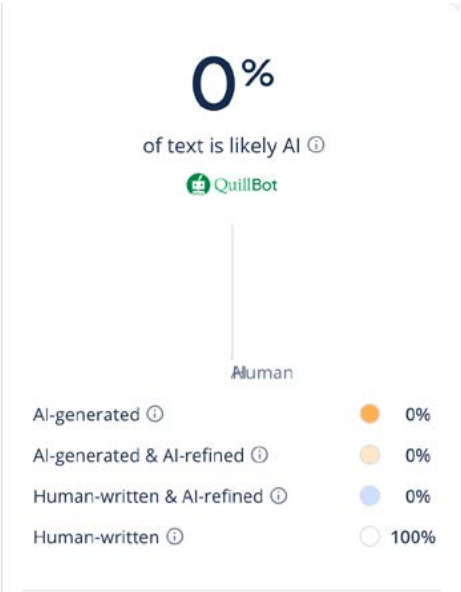 0%
of text is likely AI
QuillBot
AI Human
AI-generated 0%
AI-generated & AI-refined 0%
Human-written & AI-refined 0%
Human-written 100%